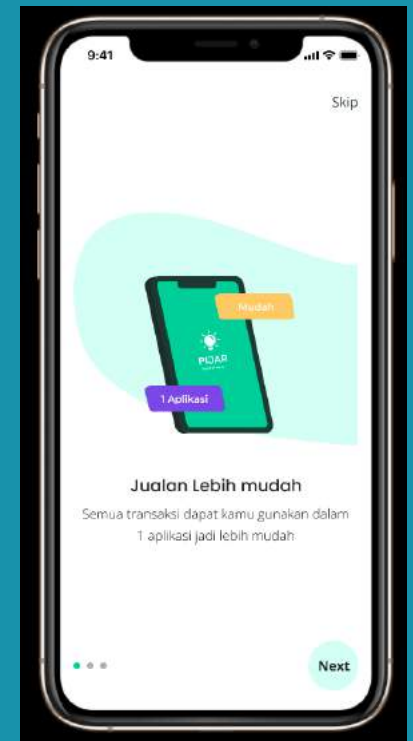 9:41
Skip
Mudah
PIJAR
1 Aplikasi
Jualan Lebih mudah
Semua transaksi dapat kamu gunakan dalam
1 aplikasi jadi lebih mudah
Next